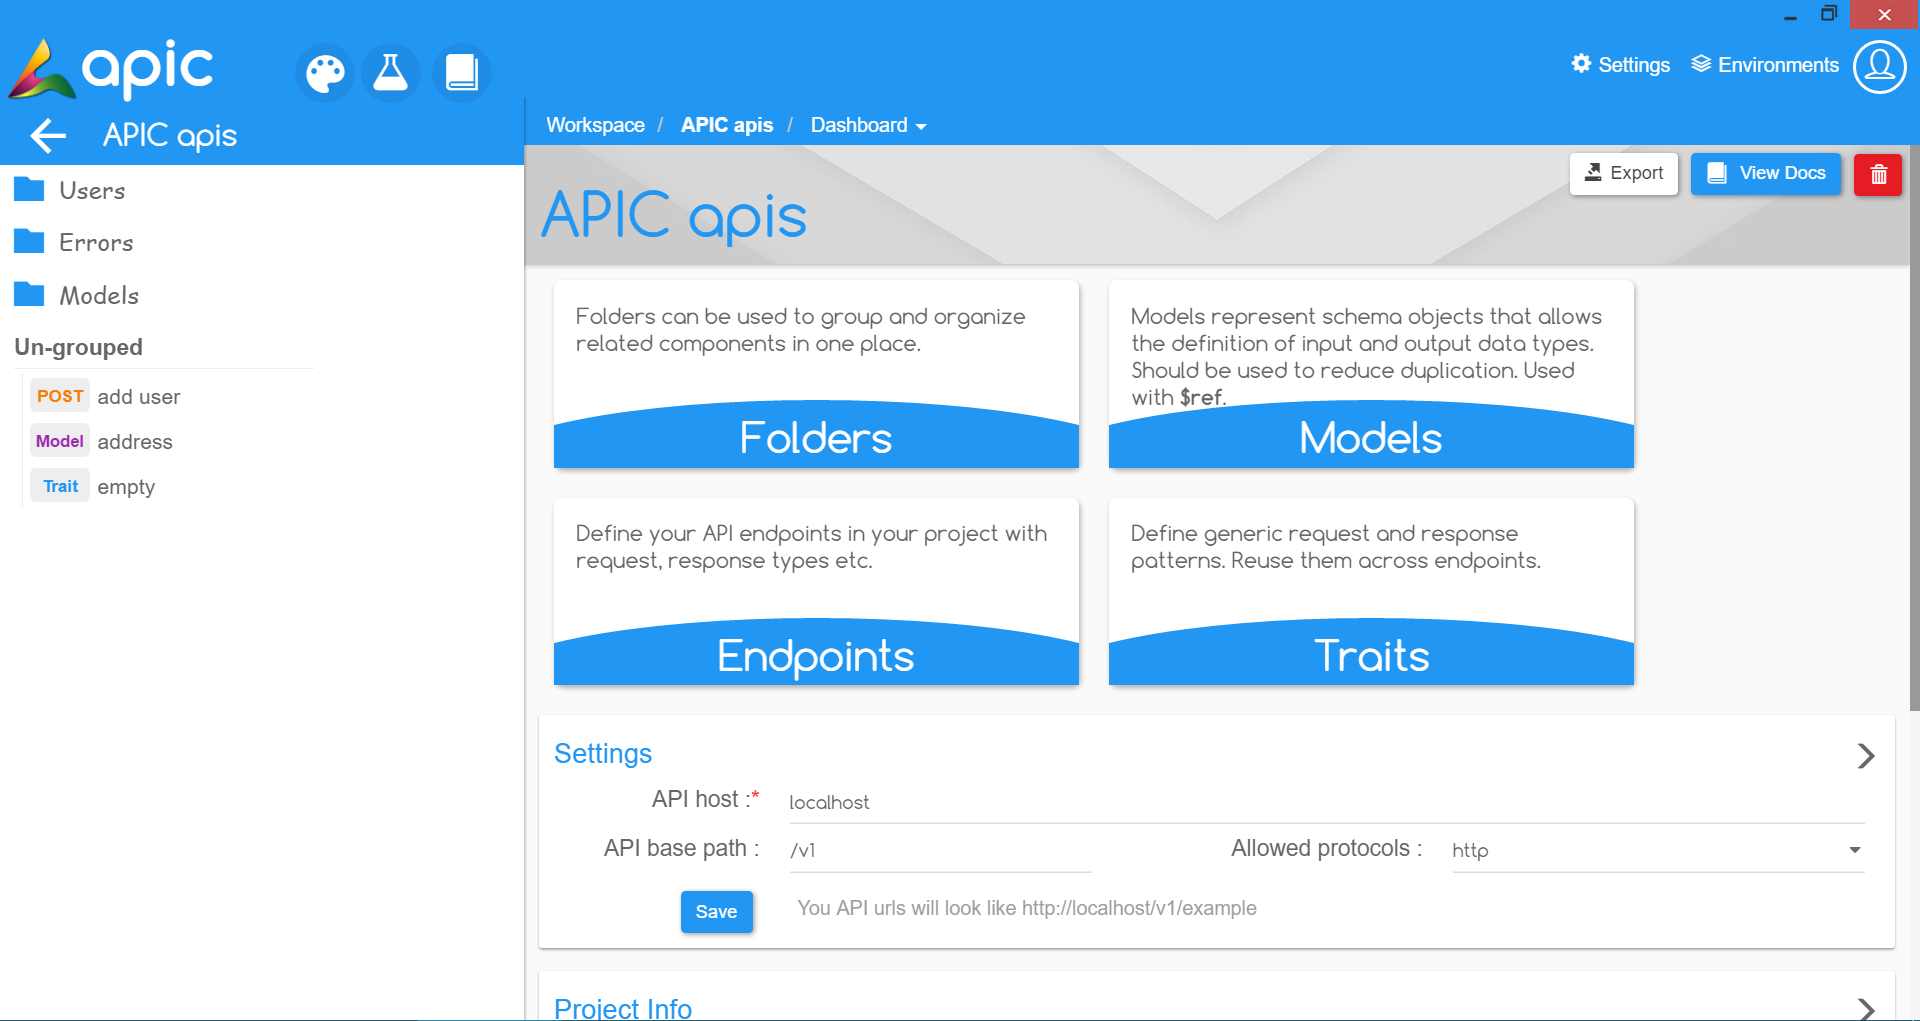 apic
Settings
Environments
APIC apis
Workspace / APIC apis / Dashboard
Export
View Docs
APIC apis
Users
Errors
Models
Un-grouped
POST add user
Model address
Trait empty
Folders can be used to group and organize
related components in one place.
Folders
Models represent schema objects that allows
the definition of input and output data types.
Should be used to reduce duplication. Used
with $ref.
Models
Define your API endpoints in your project with
request, response types etc.
Endpoints
Define generic request and response
patterns. Reuse them across endpoints.
Traits
Settings
API host :* localhost
API base path : /v1
Allowed protocols : http
Save
You API urls will look like http://localhost/v1/example
Project Info